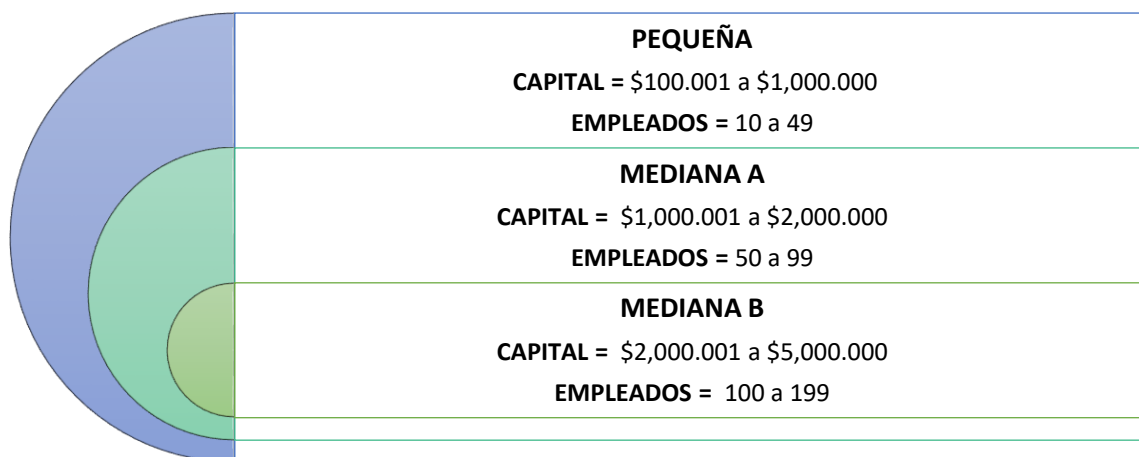 PEQUEÑA
CAPITAL = $100.001 a $1,000.000
EMPLEADOS = 10 a 49
MEDIANA A
CAPITAL = $1,000.001 a $2,000.000
EMPLEADOS = 50 a 99
MEDIANA B
CAPITAL = $2,000.001 a $5,000.000
EMPLEADOS = 100 a 199